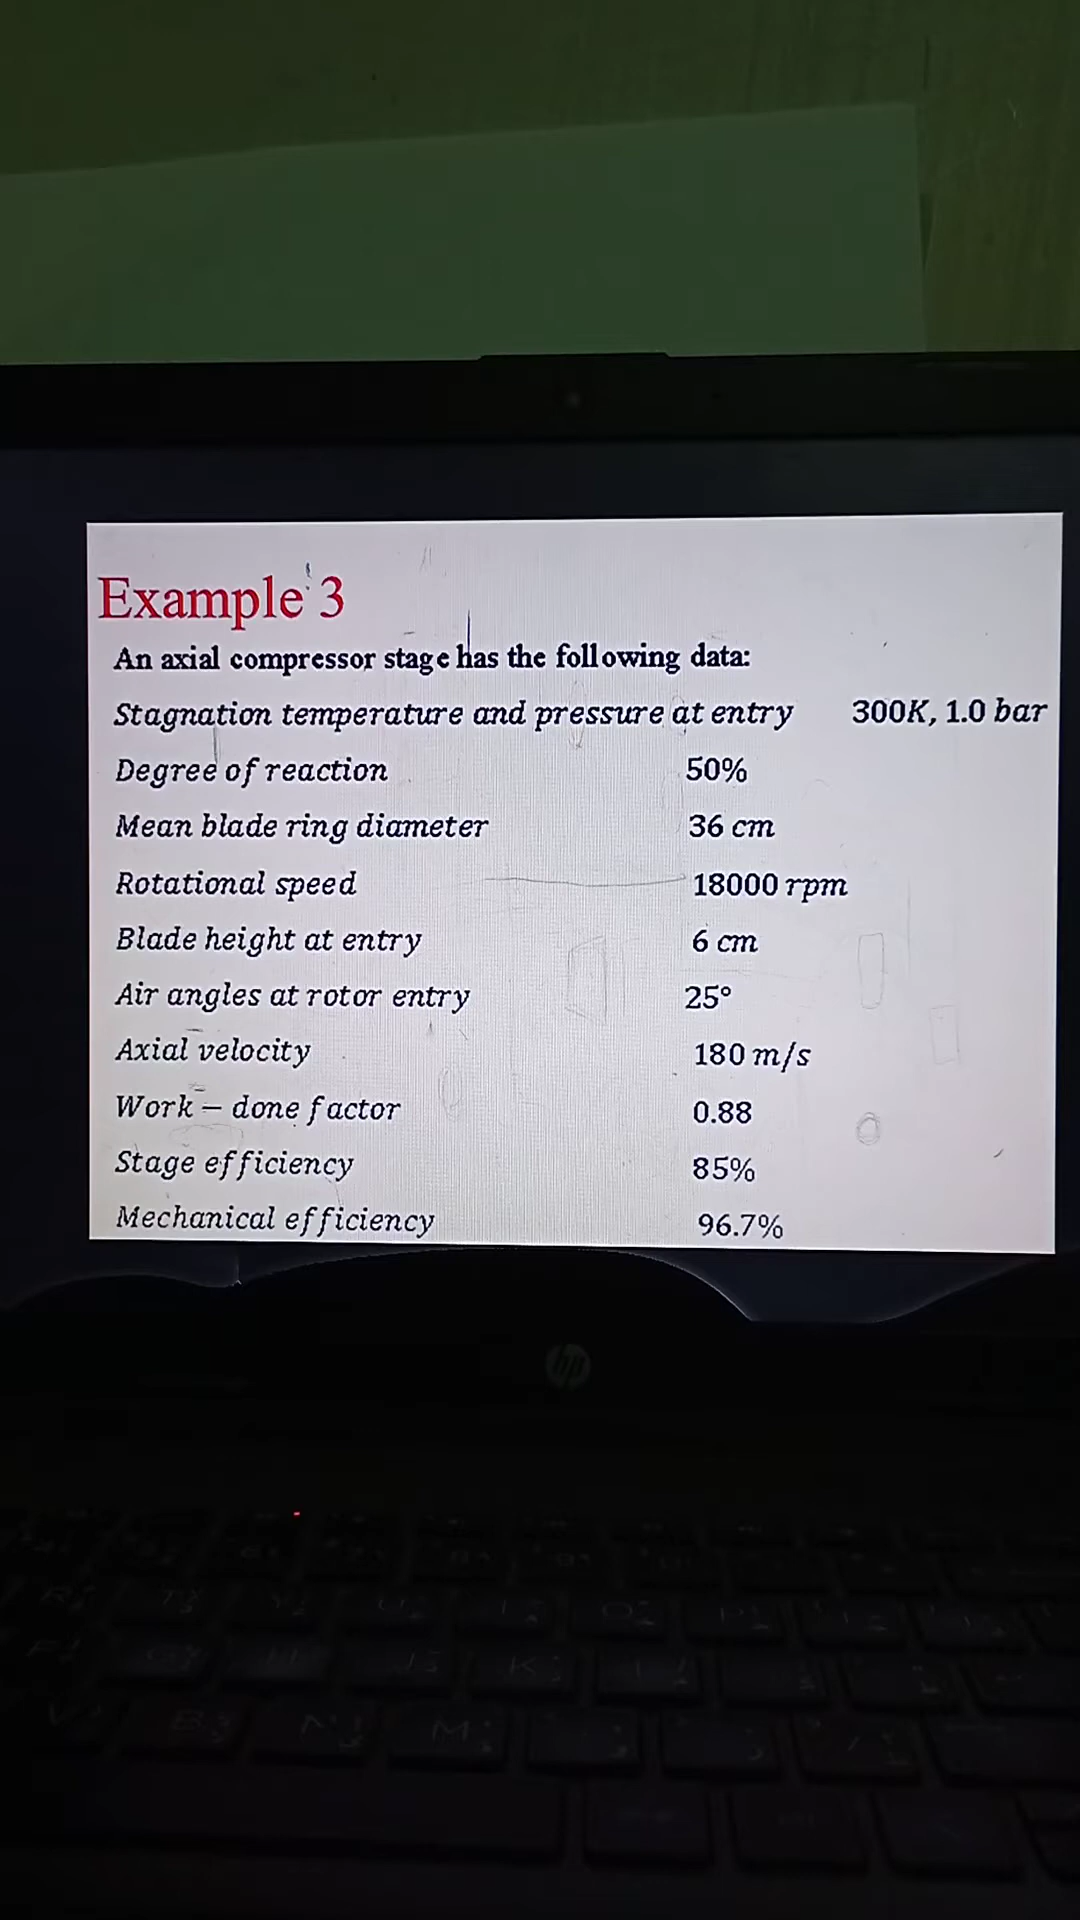 Example 3
An axial compressor stage has the following data:
Stagnation temperature and pressure at entry 300K, 1.0 bar
Degree of reaction 50%
Mean blade ring diameter 36 cm
Rotational speed 18000 rpm
Blade height at entry 6 cm
Air angles at rotor entry 25°
Axial velocity 180 m/s
Work – done factor 0.88
Stage efficiency 85%
Mechanical efficiency 96.7%
hp